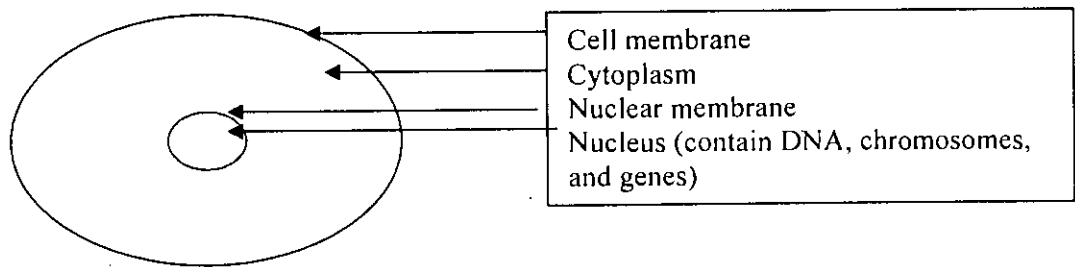 Cell membrane
Cytoplasm
Nuclear membrane
Nucleus (contain DNA, chromosomes,
and genes)